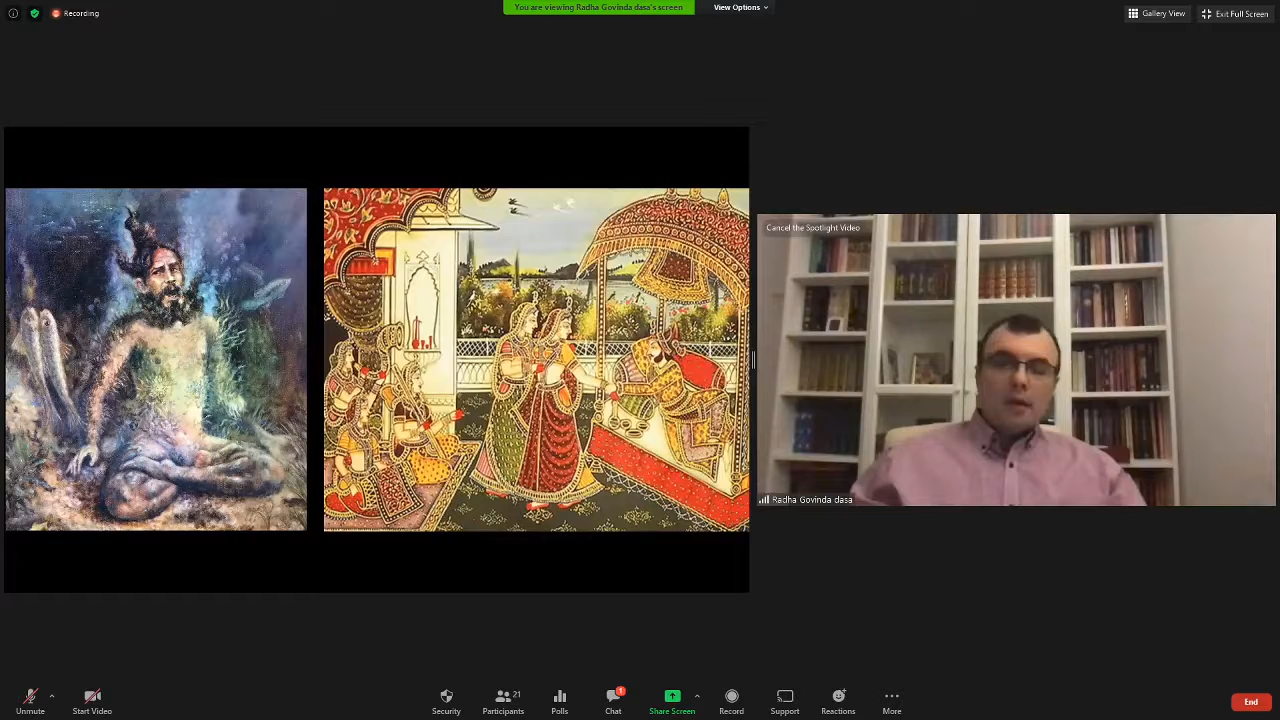 Recording
You are viewing Radha Govinda dasa's screen
View Options
Gallery View
Exit Full Screen
Cancel the Spotlight Video
Radha Govinda dasa
Unmute
Start Video
Security
21
Participants
Polls
1
Chat
Share Screen
Record
Support
Reactions
More
End